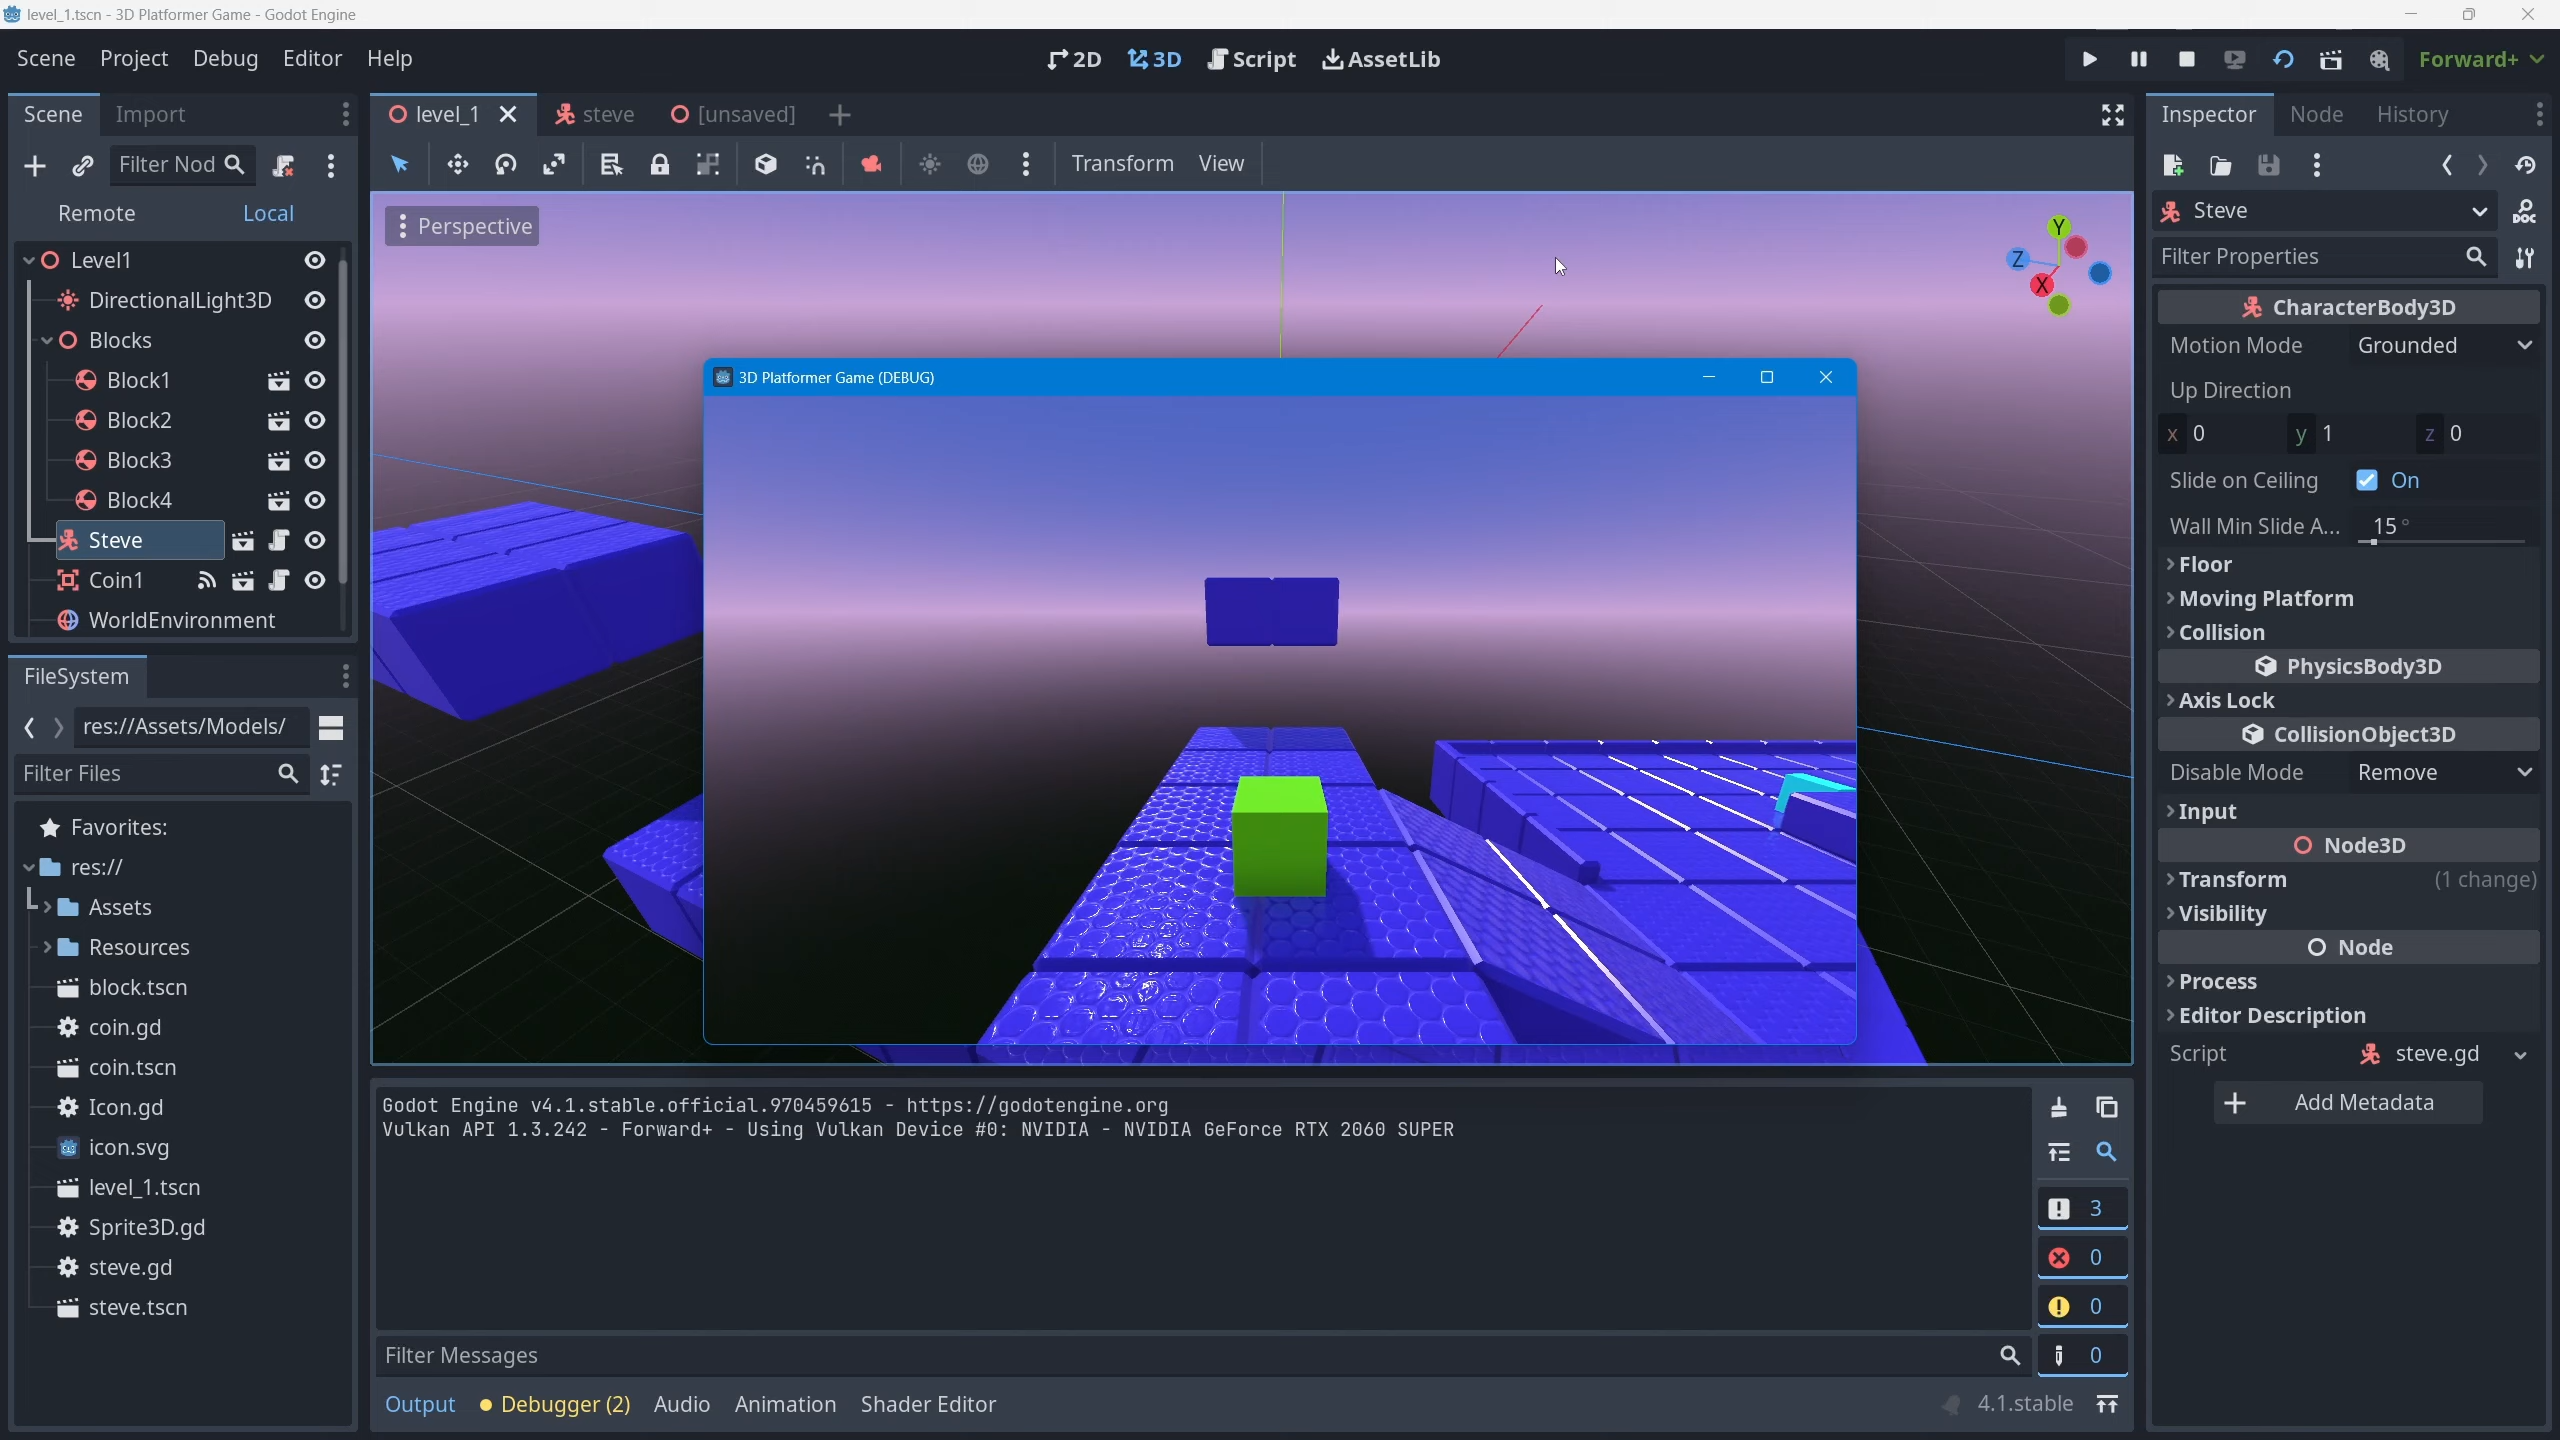 level_1.tscn - 3D Platformer Game - Godot Engine
Scene Project Debug Editor Help
2D 3D Script AssetLib
Forward+
Scene Import
Filter Nod
Remote Local
Level1
DirectionalLight3D
Blocks
Block1
Block2
Block3
Block4
Steve
Coin1
WorldEnvironment
FileSystem
res://Assets/Models/
Filter Files
Favorites:
res://
Assets
Resources
block.tscn
coin.gd
coin.tscn
Icon.gd
icon.svg
level_1.tscn
Sprite3D.gd
steve.gd
steve.tscn
level_1 steve [unsaved]
Transform View
Perspective
Y
Z
X
3D Platformer Game (DEBUG)
Godot Engine v4.1.stable.official.970459615 - https://godotengine.org
Vulkan API 1.3.242 - Forward+ - Using Vulkan Device #0: NVIDIA - NVIDIA GeForce RTX 2060 SUPER
3
0
0
0
Filter Messages
Output Debugger (2) Audio Animation Shader Editor
4.1.stable
Inspector Node History
Steve
DOC
Filter Properties
CharacterBody3D
Motion Mode Grounded
Up Direction
x 0 y 1 z 0
Slide on Ceiling On
Wall Min Slide A... 15 °
Floor
Moving Platform
Collision
PhysicsBody3D
Axis Lock
CollisionObject3D
Disable Mode Remove
Input
Node3D
Transform (1 change)
Visibility
Node
Process
Editor Description
Script steve.gd
Add Metadata